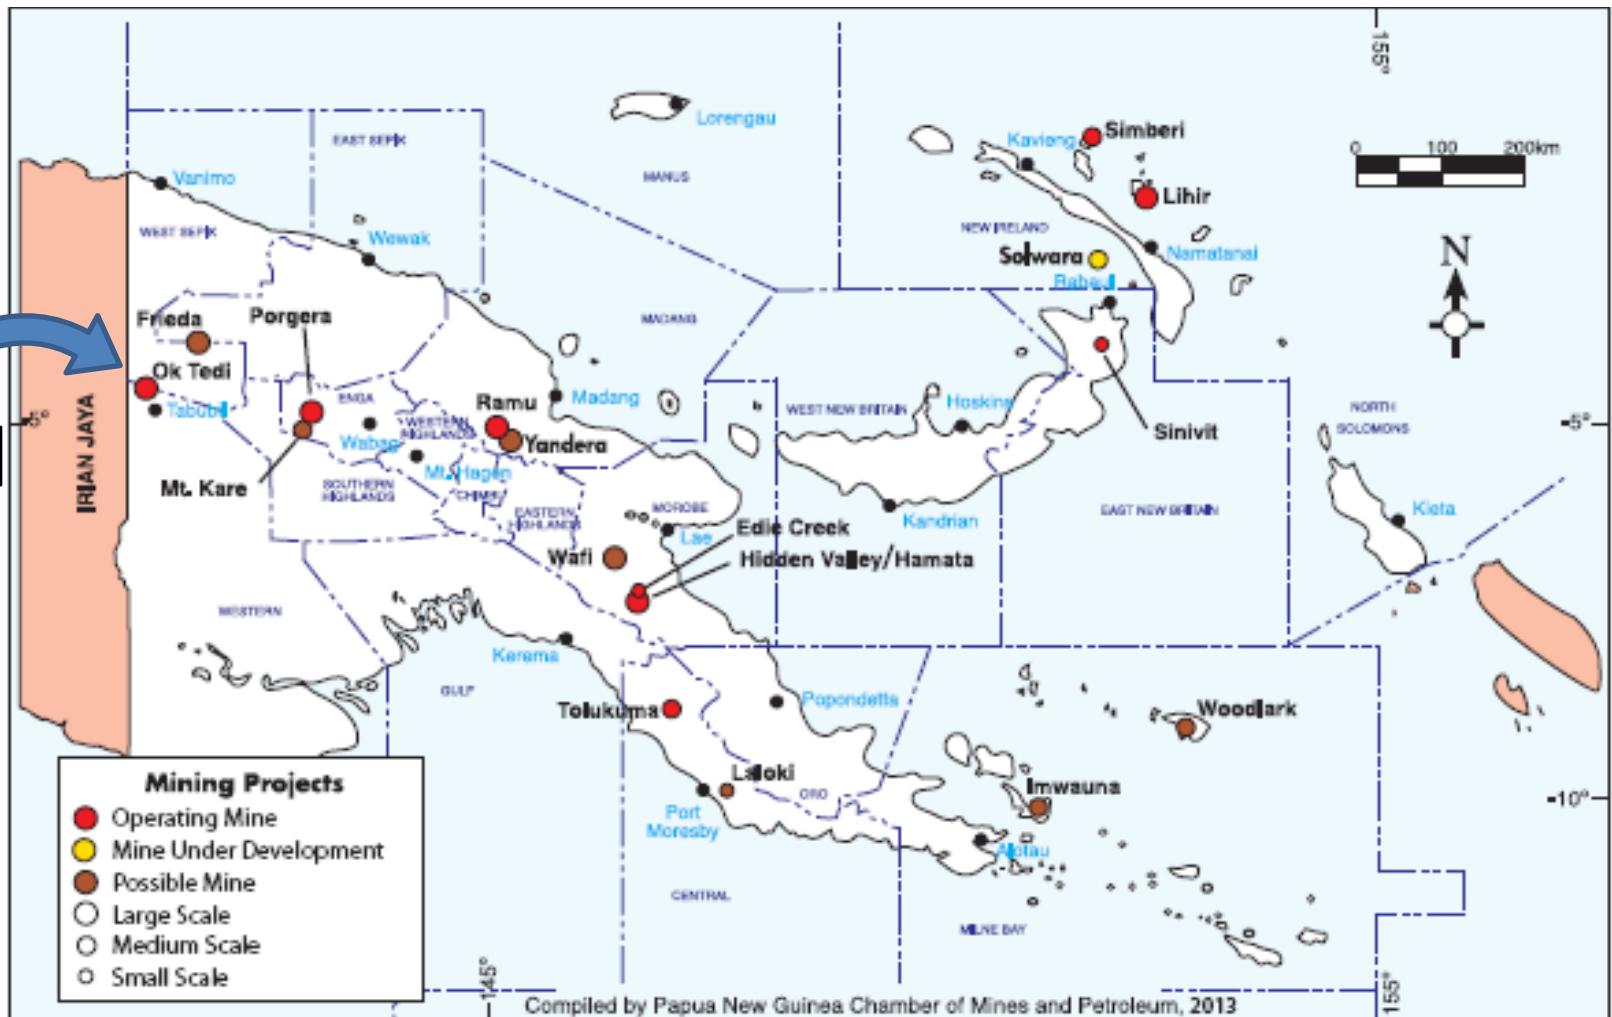 155°
Lorengau
EAST SEPIK
Kavieng
Simberi
0 100 200km
Vanimo
MANUS
Lihir
WEST SEPIK
Wewak
NEW IRELAND
Namatanai
Solwara
N
Rabaul
Frieda
Porgera
MADANG
Ok Tedi
ENGA
Ramu
Madang
Tabubil
WESTERN
HIGHLANDS
WEST NEW BRITAIN
Hoskins
NORTH
SOLOMONS
5°
-5°
Wabag
Yandera
Sinivit
IRIAN JAYA
Mt. Kare
SOUTHERN
HIGHLANDS
Mt. Hagen
CHIMBU
EASTERN
HIGHLANDS
MOROBE
Lae
Kandrian
EAST NEW BRITAIN
Kieta
Edie Creek
Wafi
Hidden Valley/Hamata
WESTERN
Kerema
GULF
Tolukuma
Popondetta
Woodlark
Laloki
ORO
Imwauna
-10°
Port
Moresby
Alotau
CENTRAL
MILNE BAY
Mining Projects
Operating Mine
Mine Under Development
Possible Mine
Large Scale
Medium Scale
Small Scale
145°
155°
Compiled by Papua New Guinea Chamber of Mines and Petroleum, 2013